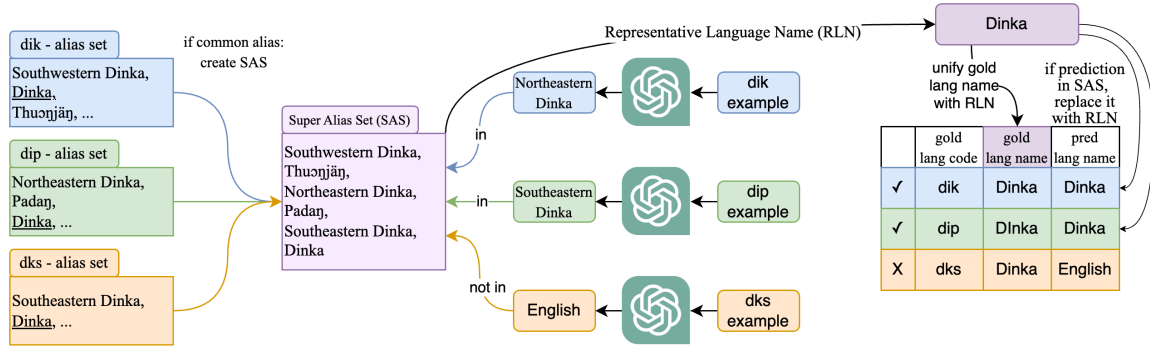 dik - alias set
Southwestern Dinka,
Dinka,
Thuɔŋjäŋ, ...
if common alias:
create SAS
dip - alias set
Northeastern Dinka,
Padaŋ,
Dinka, ...
dks - alias set
Southeastern Dinka,
Dinka, ...
Super Alias Set (SAS)
Southwestern Dinka,
Thuɔŋjäŋ,
Northeastern Dinka,
Padaŋ,
Southeastern Dinka,
Dinka
in
in
not in
Northeastern
Dinka
dik
example
Southeastern
Dinka
dip
example
English
dks
example
Representative Language Name (RLN)
Dinka
unify gold
lang name
with RLN
if prediction
in SAS,
replace it
with RLN
gold
lang code
gold
lang name
pred
lang name
✓ dik Dinka Dinka
✓ dip DInka Dinka
X dks Dinka English